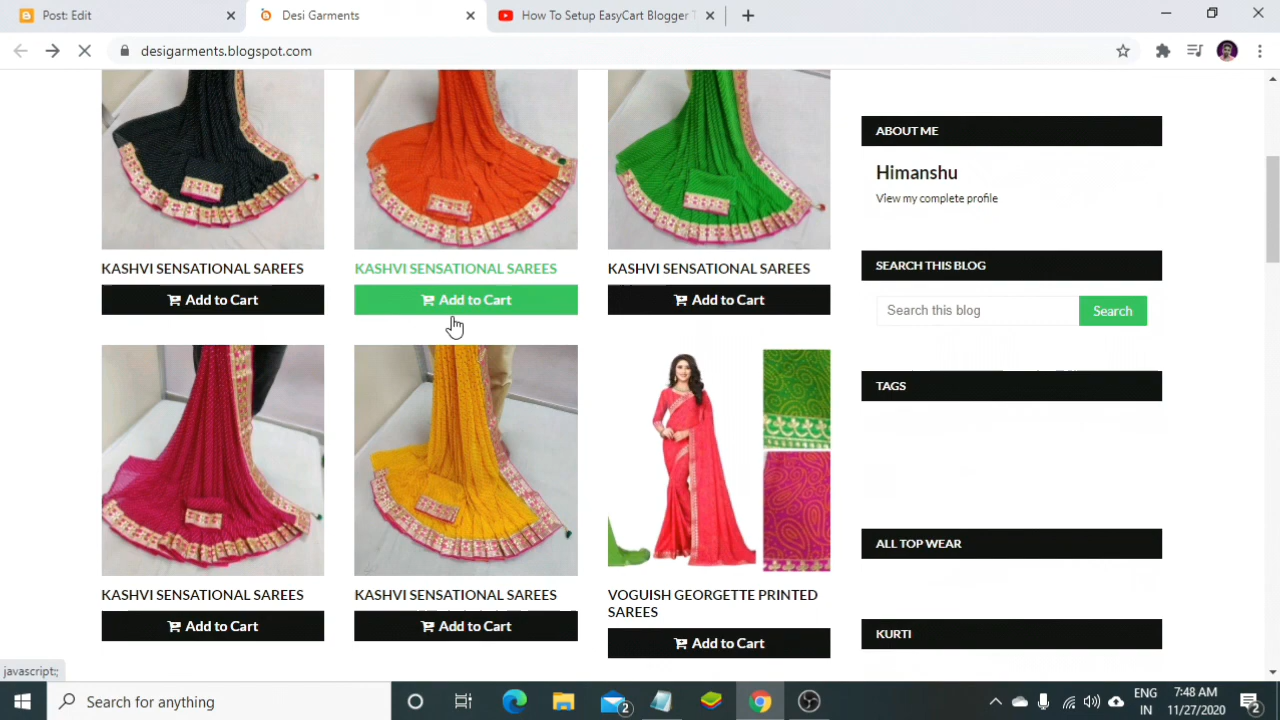 Post: Edit
Desi Garments
How To Setup EasyCart Blogger T
desigarments.blogspot.com
KASHVI SENSATIONAL SAREES
KASHVI SENSATIONAL SAREES
KASHVI SENSATIONAL SAREES
Add to Cart
Add to Cart
Add to Cart
KASHVI SENSATIONAL SAREES
KASHVI SENSATIONAL SAREES
VOGUISH GEORGETTE PRINTED
SAREES
Add to Cart
Add to Cart
Add to Cart
ABOUT ME
Himanshu
View my complete profile
SEARCH THIS BLOG
Search this blog
Search
TAGS
ALL TOP WEAR
KURTI
javascript:;
Search for anything
2
ENG
IN
7:48 AM
11/27/2020
2